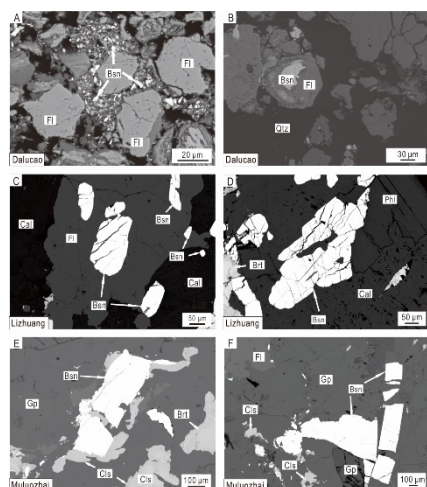 A
Bsn
Fl
Fl
Fl
Dalucao
20 μm
B
Bsn
Fl
Qtz
Dalucao
30 μm
C
Cal
Fl
Bsn
Bsn
Cal
Bsn
Lizhuang
50 μm
D
Phl
Brt
Cal
Bsn
Lizhuang
50 μm
E
Bsn
Gp
Brt
Cls
Cls
Muluozhai
100 μm
F
Fl
Gp
Bsn
Cls
Cls
Gp
Muluozhai
100 μm